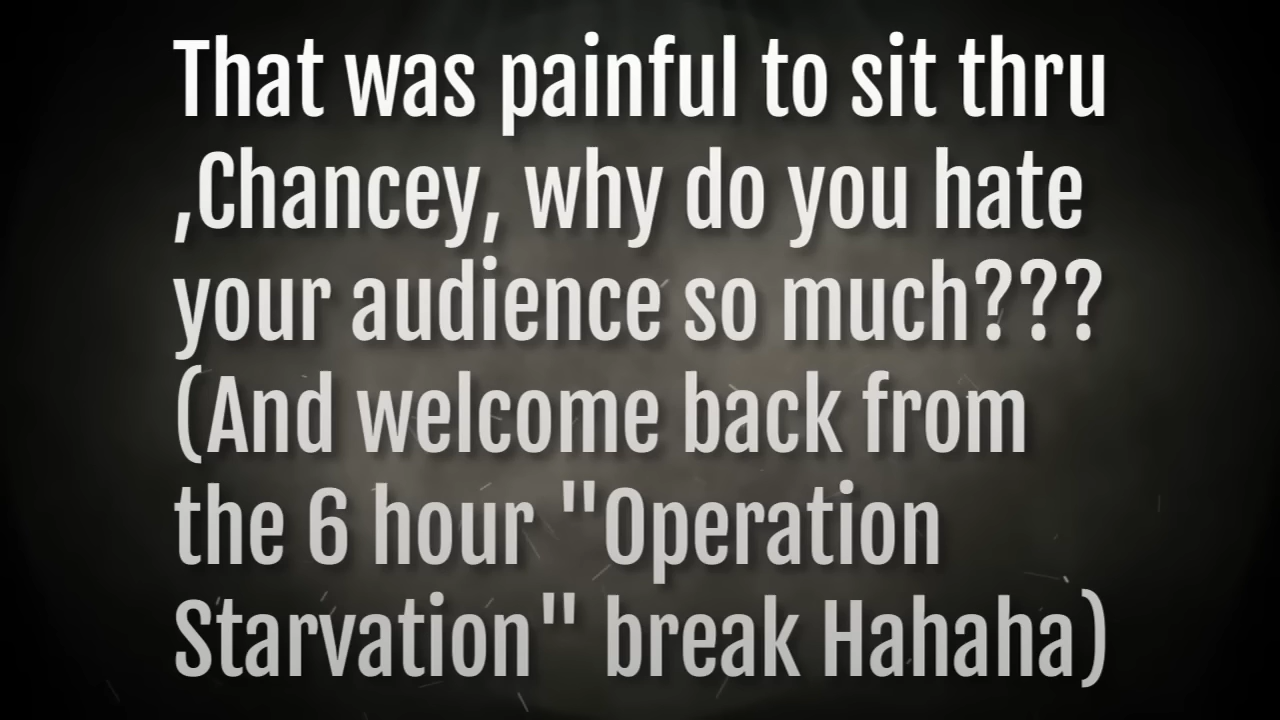 That was painful to sit thru
,Chancey, why do you hate
your audience so much???
(And welcome back from
the 6 hour "Operation
Starvation" break Hahaha)